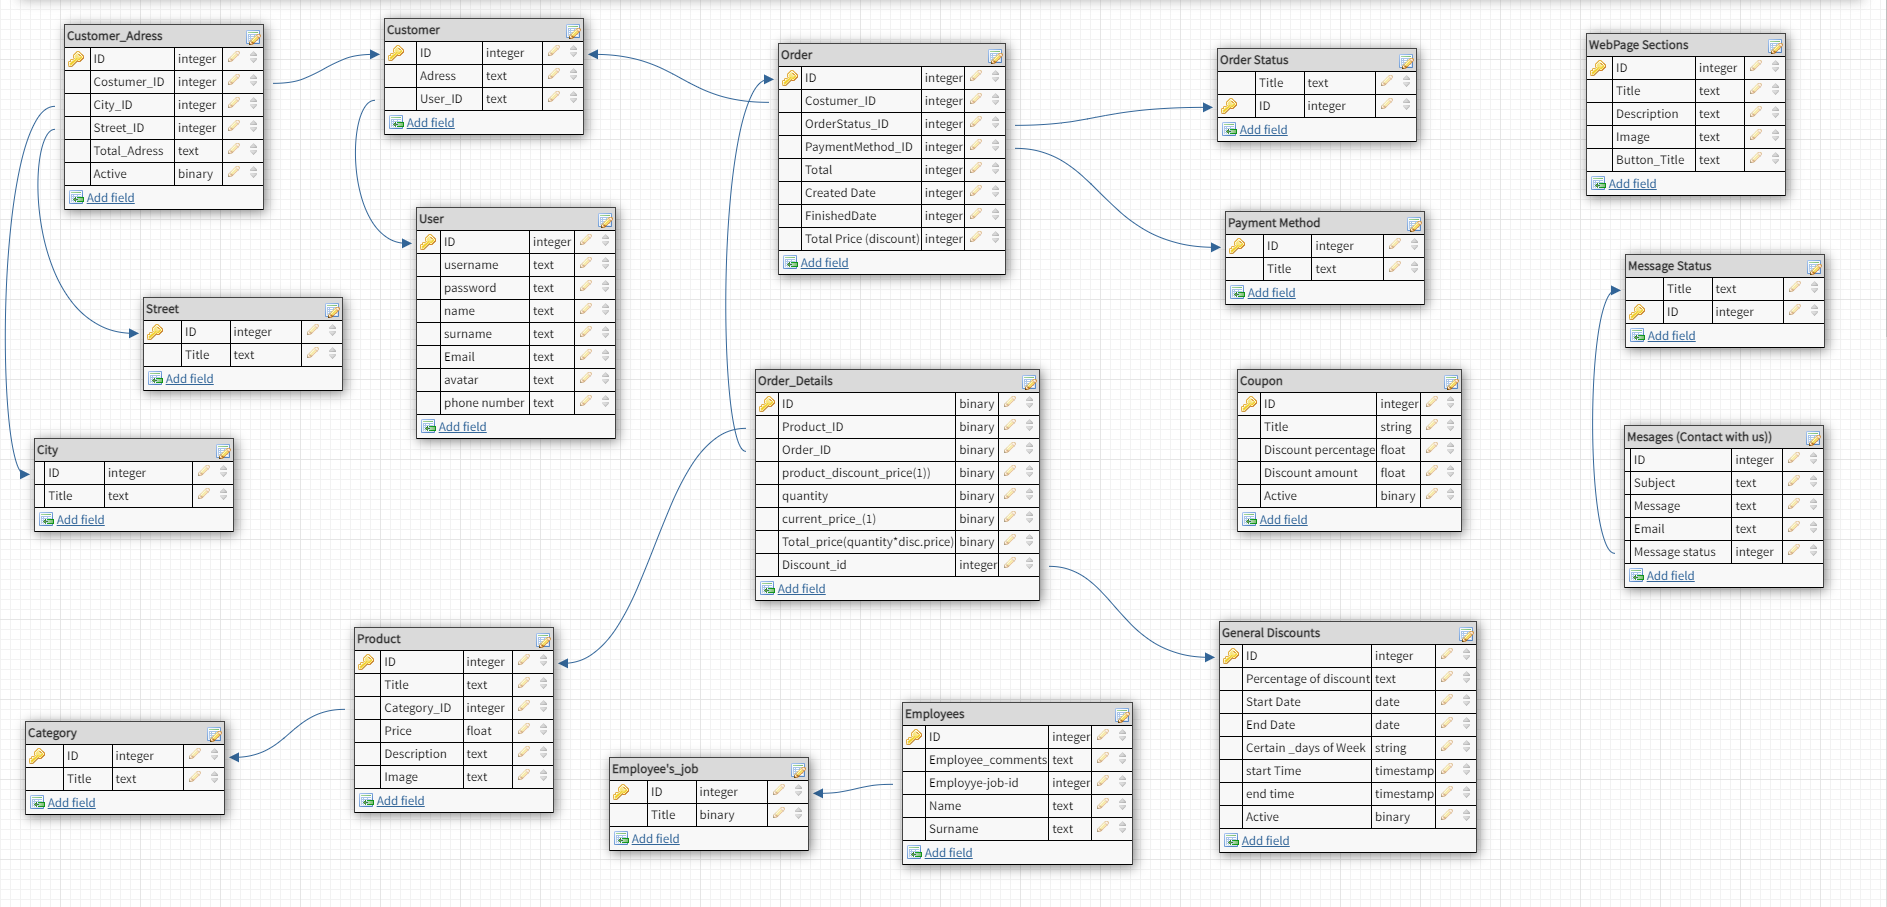 Customer_Adress
ID integer
Costumer_ID integer
City_ID integer
Street_ID integer
Total_Adress text
Active binary
Add field
Customer
ID integer
Adress text
User_ID text
Add field
Order
ID integer
Costumer_ID integer
OrderStatus_ID integer
PaymentMethod_ID integer
Total integer
Created Date integer
FinishedDate integer
Total Price (discount) integer
Add field
Order Status
Title text
ID integer
Add field
WebPage Sections
ID integer
Title text
Description text
Image text
Button_Title text
Add field
User
ID integer
username text
password text
name text
surname text
Email text
avatar text
phone number text
Add field
Payment Method
ID integer
Title text
Add field
Message Status
Title text
ID integer
Add field
Street
ID integer
Title text
Add field
Order_Details
ID binary
Product_ID binary
Order_ID binary
product_discount_price(1)) binary
quantity binary
current_price_(1) binary
Total_price(quantity*disc.price) binary
Discount_id integer
Add field
Coupon
ID integer
Title string
Discount percentage float
Discount amount float
Active binary
Add field
Mesages (Contact with us))
ID integer
Subject text
Message text
Email text
Message status integer
Add field
City
ID integer
Title text
Add field
Product
ID integer
Title text
Category_ID integer
Price float
Description text
Image text
Add field
General Discounts
ID integer
Percentage of discount text
Start Date date
End Date date
Certain _days of Week string
start Time timestamp
end time timestamp
Active binary
Add field
Category
ID integer
Title text
Add field
Employee's_job
ID integer
Title binary
Add field
Employees
ID integer
Employee_comments text
Employye-job-id integer
Name text
Surname text
Add field